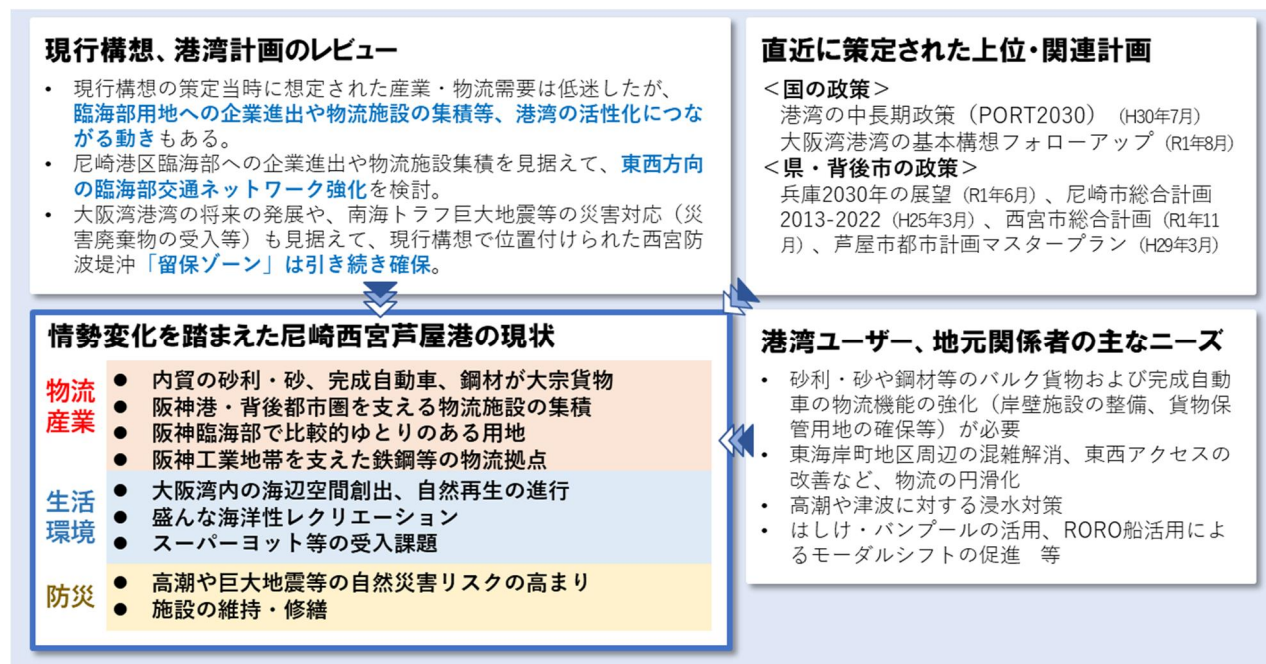 現行構想、港湾計画のレビュー
• 現行構想の策定当時に想定された産業・物流需要は低迷したが、
臨海部用地への企業進出や物流施設の集積等、港湾の活性化につな
がる動きもある。
• 尼崎港区臨海部への企業進出や物流施設集積を見据えて、東西方向
の臨海部交通ネットワーク強化を検討。
• 大阪湾港湾の将来の発展や、南海トラフ巨大地震等の災害対応（災
害廃棄物の受入等）も見据えて、現行構想で位置付けられた西宮防
波堤沖「留保ゾーン」は引き続き確保。
直近に策定された上位・関連計画
＜国の政策＞
港湾の中長期政策（PORT2030）（H30年7月）
大阪湾港湾の基本構想フォローアップ（R1年8月）
＜県・背後市の政策＞
兵庫2030年の展望（R1年6月）、尼崎市総合計画
2013-2022（H25年3月）、西宮市総合計画（R1年11
月）、芦屋市都市計画マスタープラン（H29年3月）
情勢変化を踏まえた尼崎西宮芦屋港の現状
物流
産業
● 内貿の砂利・砂、完成自動車、鋼材が大宗貨物
● 阪神港・背後都市圏を支える物流施設の集積
● 阪神臨海部で比較的ゆとりのある用地
● 阪神工業地帯を支えた鉄鋼等の物流拠点
生活
環境
● 大阪湾内の海辺空間創出、自然再生の進行
● 盛んな海洋性レクリエーション
● スーパーヨット等の受入課題
防災
● 高潮や巨大地震等の自然災害リスクの高まり
● 施設の維持・修繕
港湾ユーザー、地元関係者の主なニーズ
• 砂利・砂や鋼材等のバルク貨物および完成自動
車の物流機能の強化（岸壁施設の整備、貨物保
管用地の確保等）が必要
• 東海岸町地区周辺の混雑解消、東西アクセスの
改善など、物流の円滑化
• 高潮や津波に対する浸水対策
• はしけ・バンプールの活用、RORO船活用によ
るモーダルシフトの促進　等